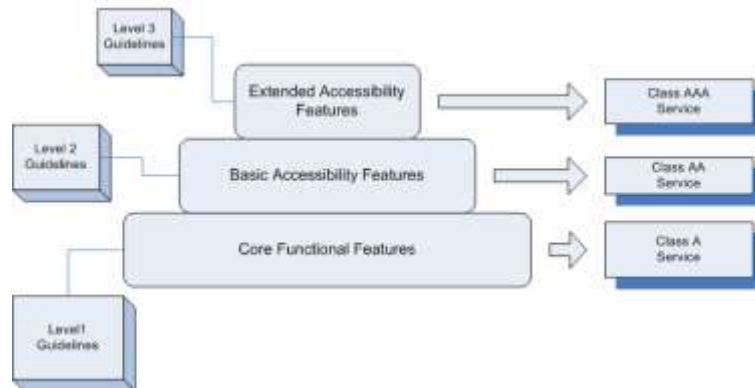 Level 3
Guidelines
Extended Accessibility
Features
Class AAA
Service
Level 2
Guidelines
Basic Accessibility Features
Class AA
Service
Core Functional Features
Class A
Service
Level1
Guidelines